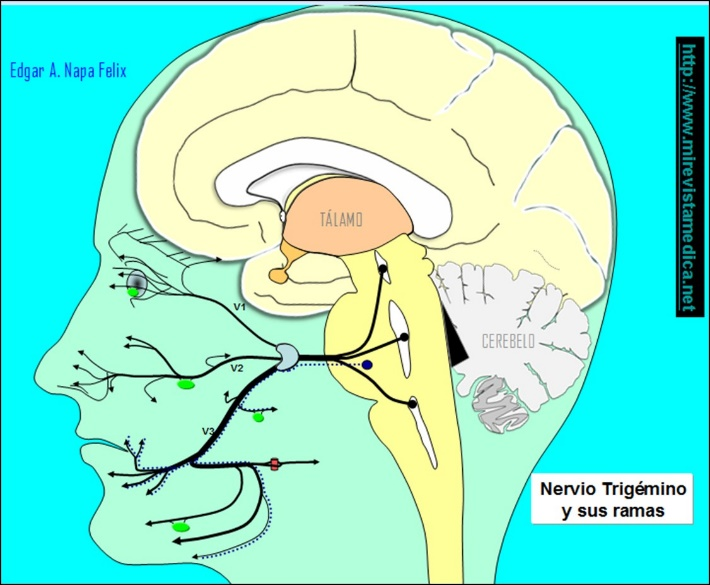 Edgar A. Napa Felix
http://www.mirevistamedica.net
TÁLAMO
V1
CEREBELO
V2
V3
Nervio Trigémino
y sus ramas